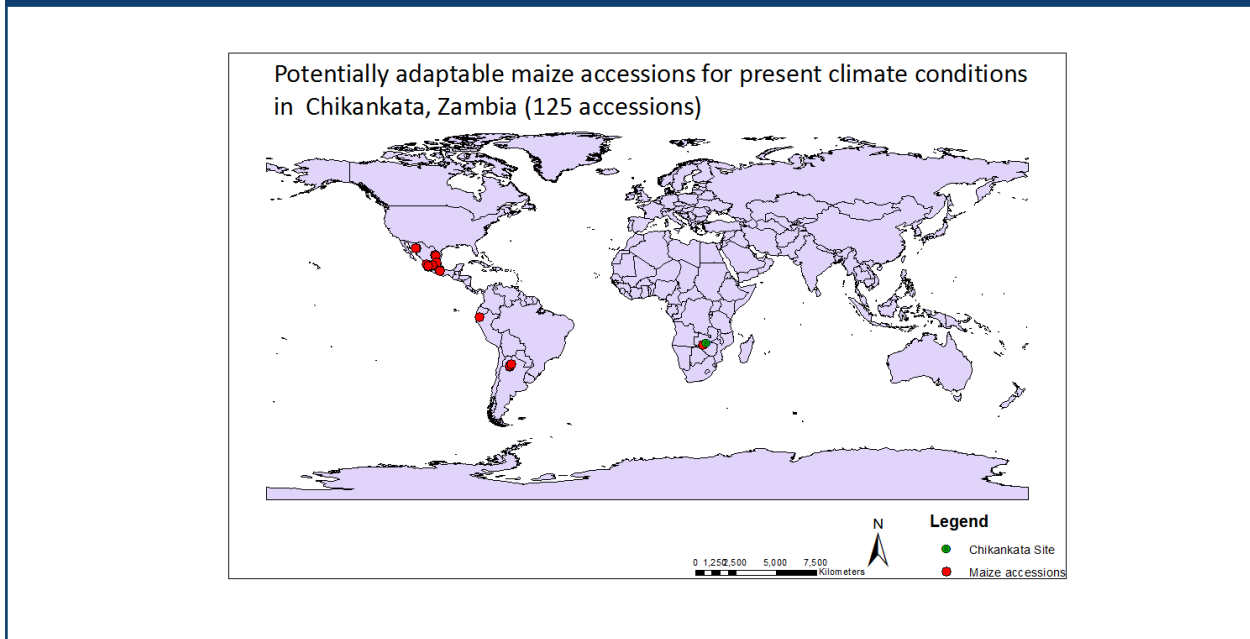 Potentially adaptable maize accessions for present climate conditions
in Chikankata, Zambia (125 accessions)
N
Legend
Chikankata Site
0 1,250 2,500 5,000 7,500
Kilometers
Maize accessions